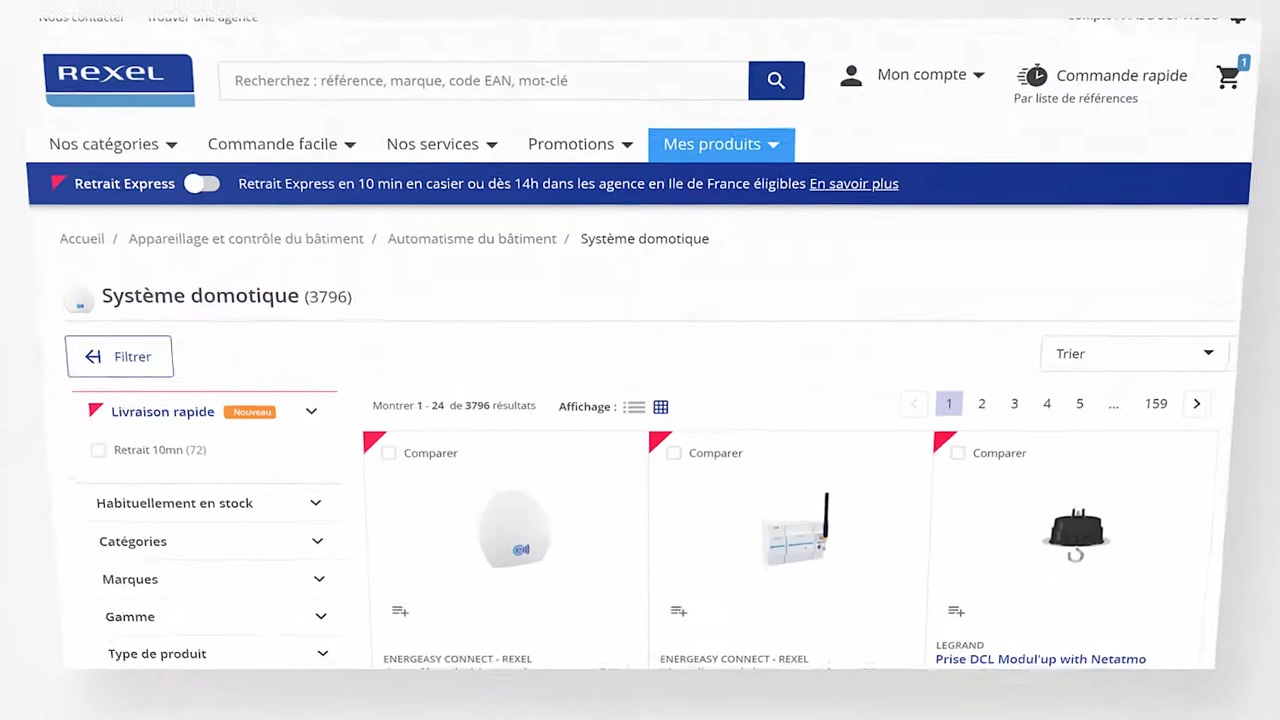 Nous contacter Trouver une agence
REXEL
Recherchez : référence, marque, code EAN, mot-clé
Mon compte
Commande rapide
Par liste de références
1
Nos catégories Commande facile Nos services Promotions Mes produits
Retrait Express Retrait Express en 10 min en casier ou dès 14h dans les agence en Ile de France éligibles En savoir plus
Accueil / Appareillage et contrôle du bâtiment / Automatisme du bâtiment / Système domotique
Système domotique (3796)
Filtrer
Trier
Livraison rapide Nouveau
Retrait 10mn (72)
Habituellement en stock
Catégories
Marques
Gamme
Type de produit
Montrer 1 - 24 de 3796 résultats Affichage :
1 2 3 4 5 ... 159
Comparer
ENERGEASY CONNECT - REXEL
Comparer
ENERGEASY CONNECT - REXEL
Comparer
LEGRAND
Prise DCL Modul'up with Netatmo